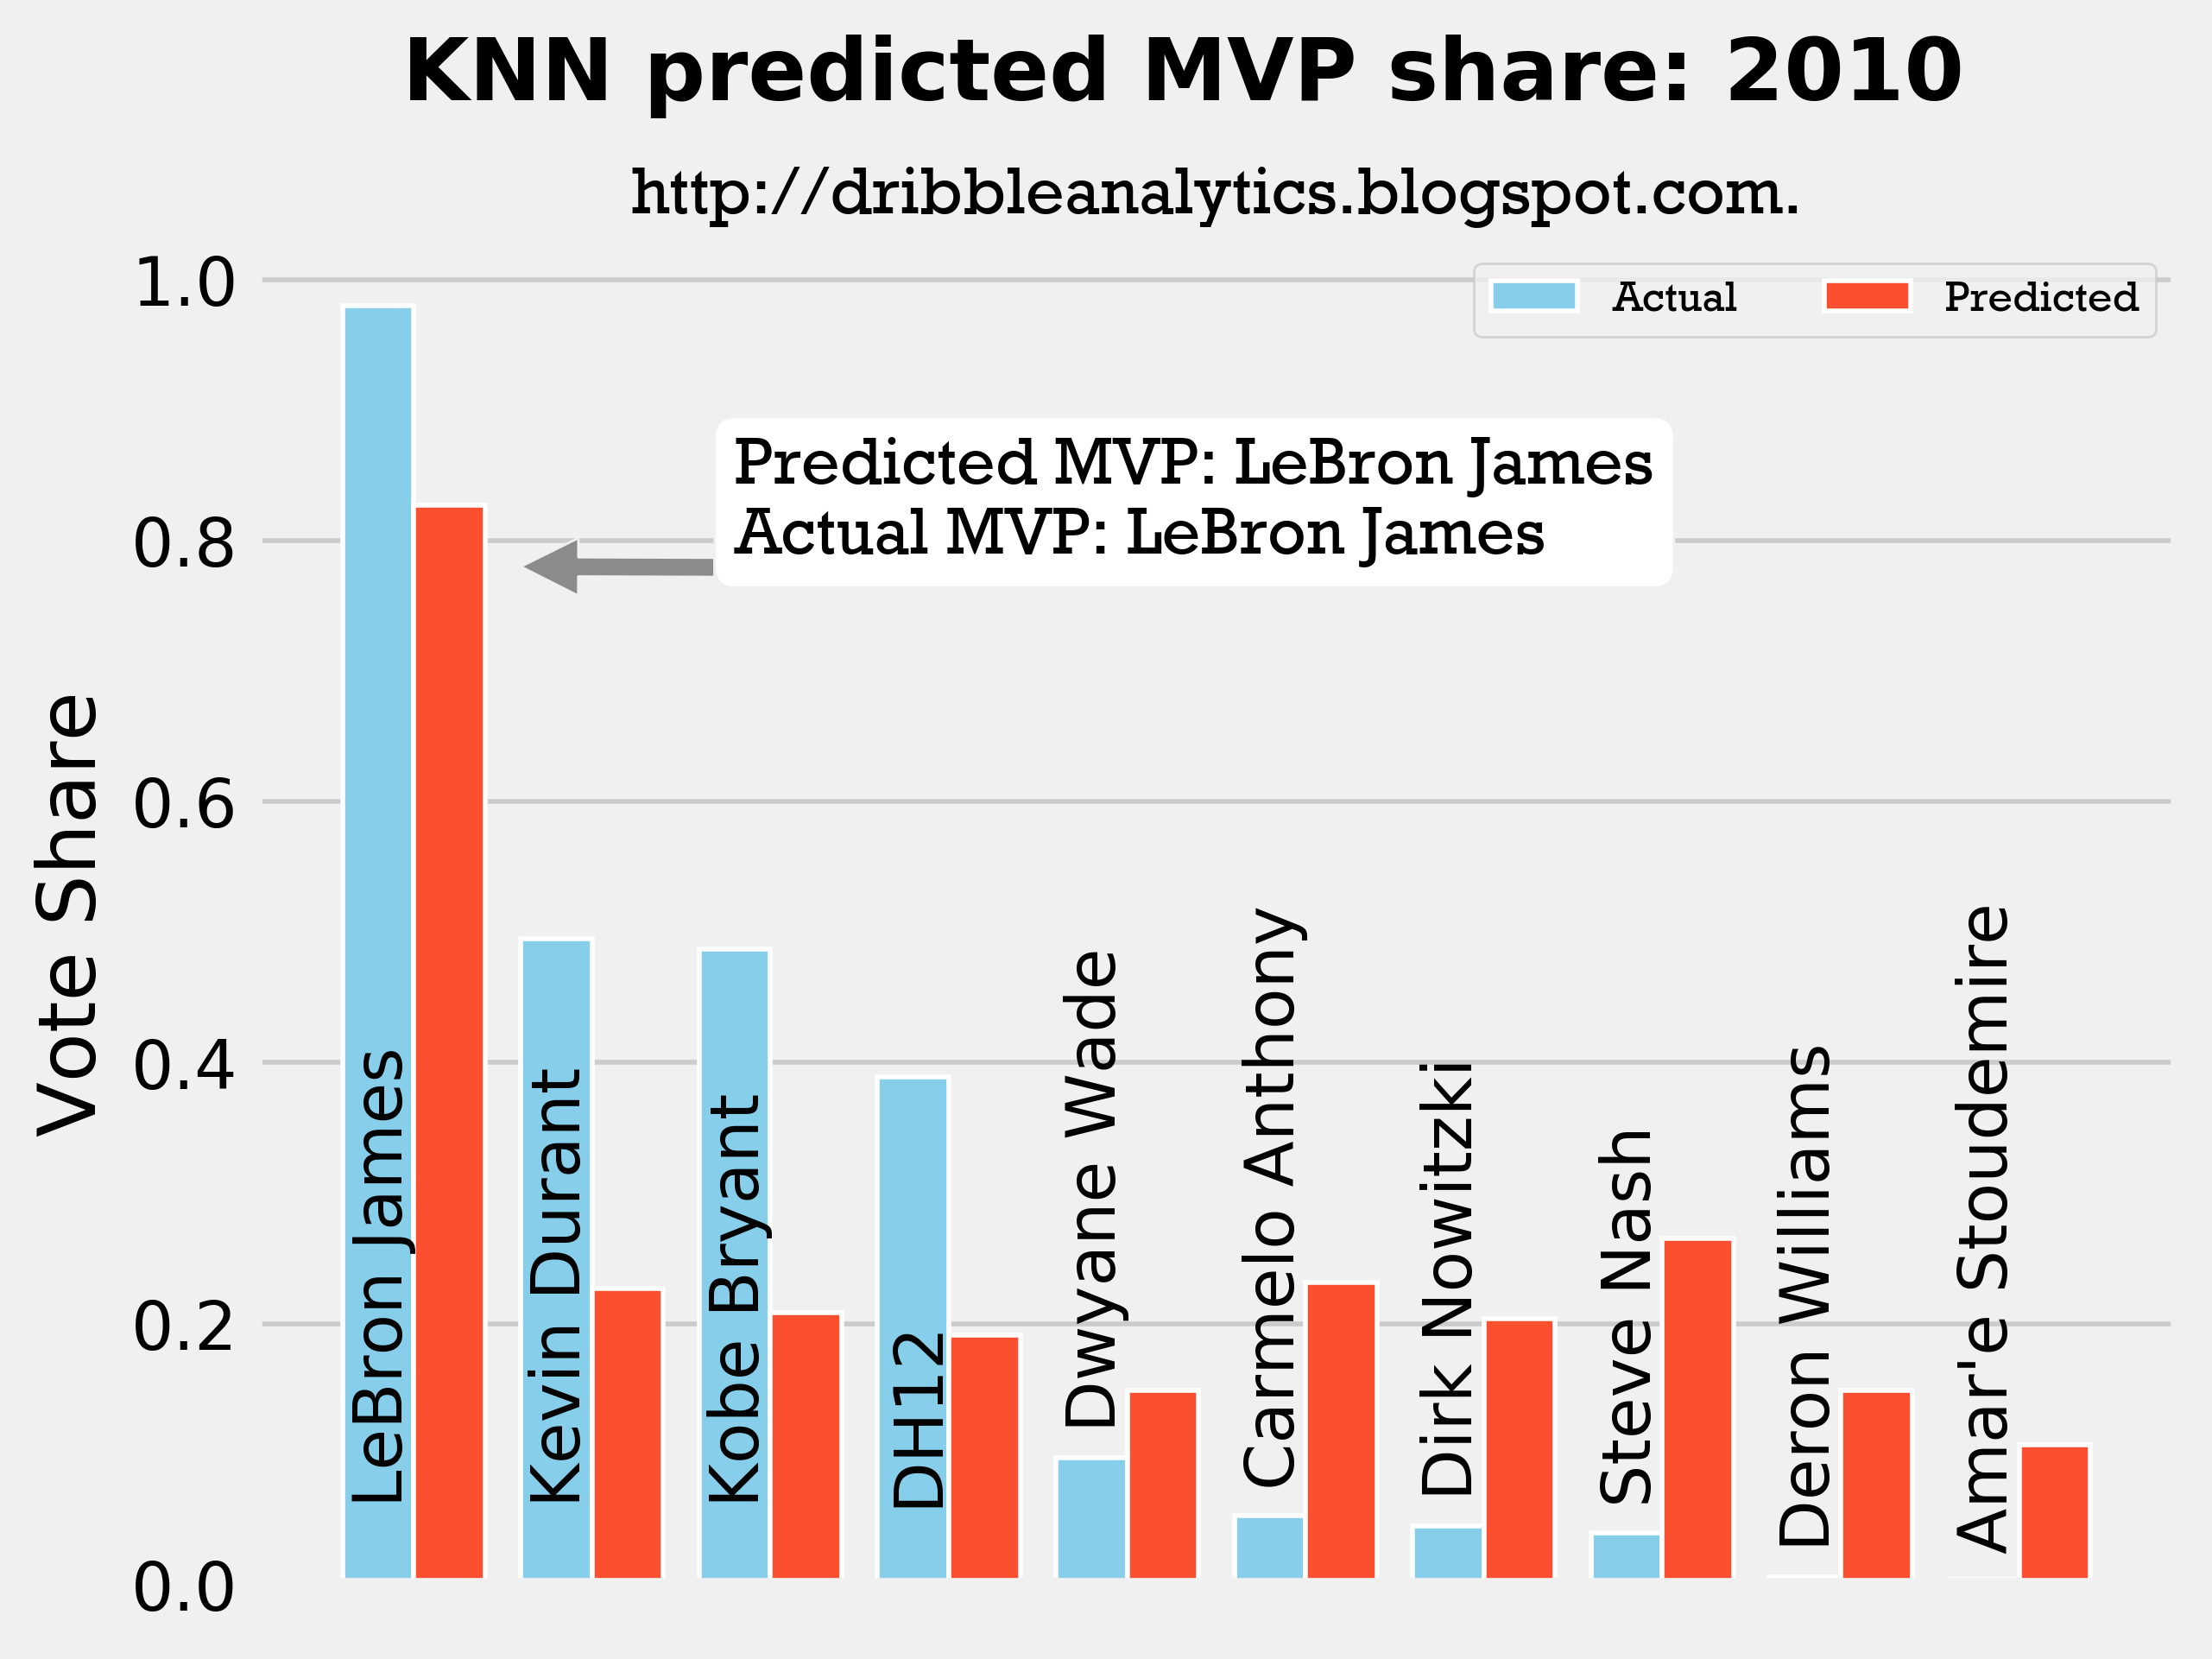 KNN predicted MVP share: 2010
http://dribbleanalytics.blogspot.com.
1.0
Actual
Predicted
Predicted MVP: LeBron James
Actual MVP: LeBron James
0.8
0.6
0.4
0.2
0.0
Vote Share
LeBron James
Kevin Durant
Kobe Bryant
DH12
Dwyane Wade
Carmelo Anthony
Dirk Nowitzki
Steve Nash
Deron Williams
Amar'e Stoudemire